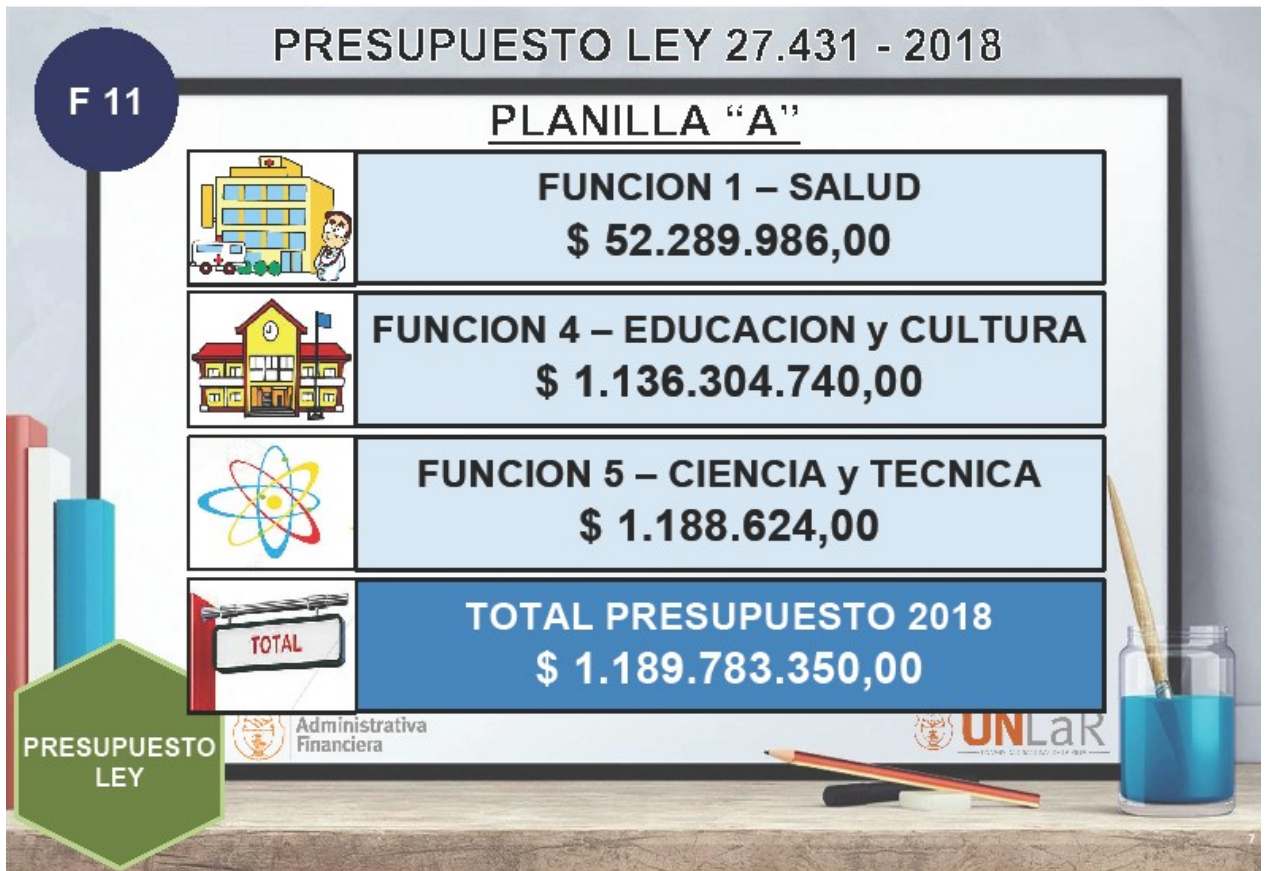 PRESUPUESTO LEY 27.431 - 2018
F 11
PLANILLA “A”
FUNCION 1 – SALUD
$ 52.289.986,00
FUNCION 4 – EDUCACION y CULTURA
$ 1.136.304.740,00
FUNCION 5 – CIENCIA y TECNICA
$ 1.188.624,00
TOTAL
TOTAL PRESUPUESTO 2018
$ 1.189.783.350,00
PRESUPUESTO
LEY
Administrativa
Financiera
UNLaR
7